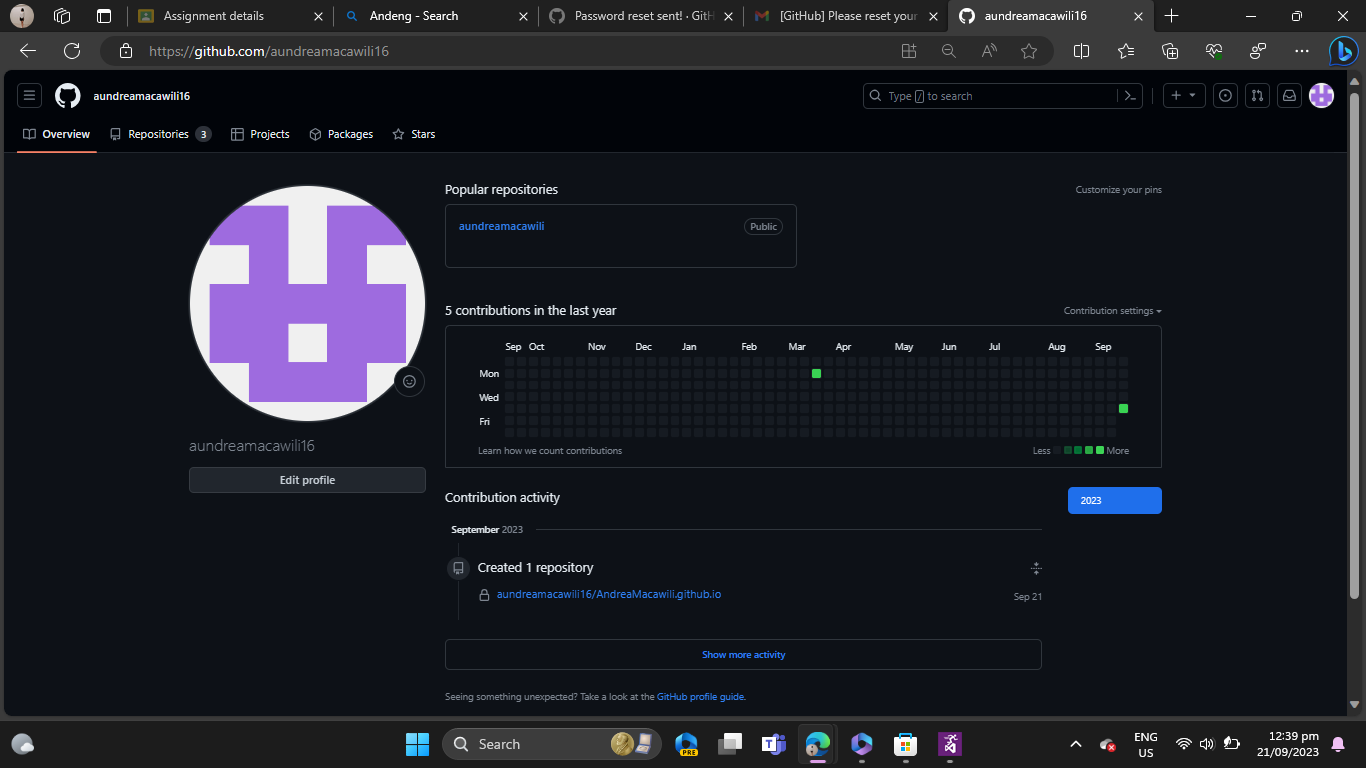 Assignment details
Andeng - Search
Password reset sent! · GitH
[GitHub] Please reset your
aundreamacawili16
https://github.com/aundreamacawili16
aundreamacawili16
Type / to search
Overview
Repositories 3
Projects
Packages
Stars
Popular repositories
Customize your pins
aundreamacawili
Public
5 contributions in the last year
Contribution settings
Sep Oct Nov Dec Jan Feb Mar Apr May Jun Jul Aug Sep
Mon
Wed
Fri
Learn how we count contributions
Less More
aundreamacawili16
Edit profile
Contribution activity
2023
September 2023
Created 1 repository
aundreamacawili16/AndreaMacawili.github.io
Sep 21
Show more activity
Seeing something unexpected? Take a look at the GitHub profile guide.
Search
PRE
ENG
US
12:39 pm
21/09/2023